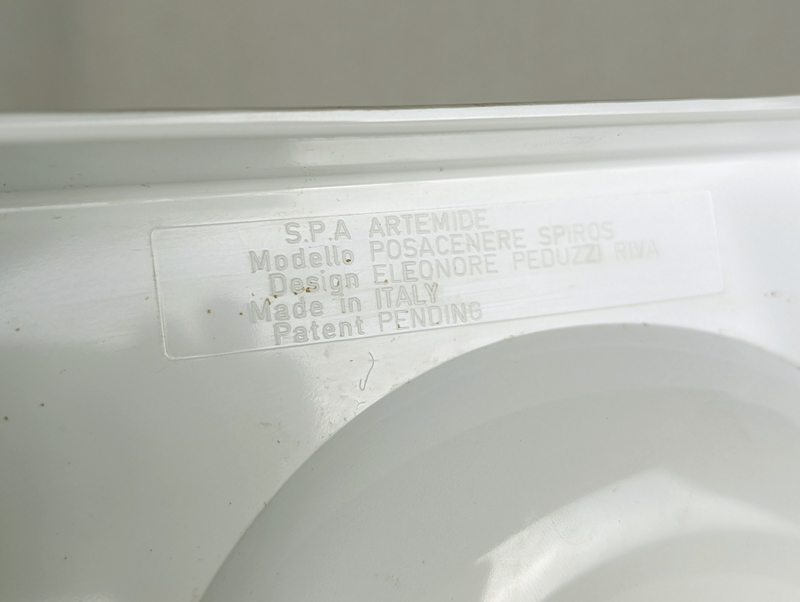 S.P.A ARTEMIDE
Modello POSACENERE SPIROS
Design ELEONORE PEDUZZI RIVA
Made in ITALY
Patent PENDING